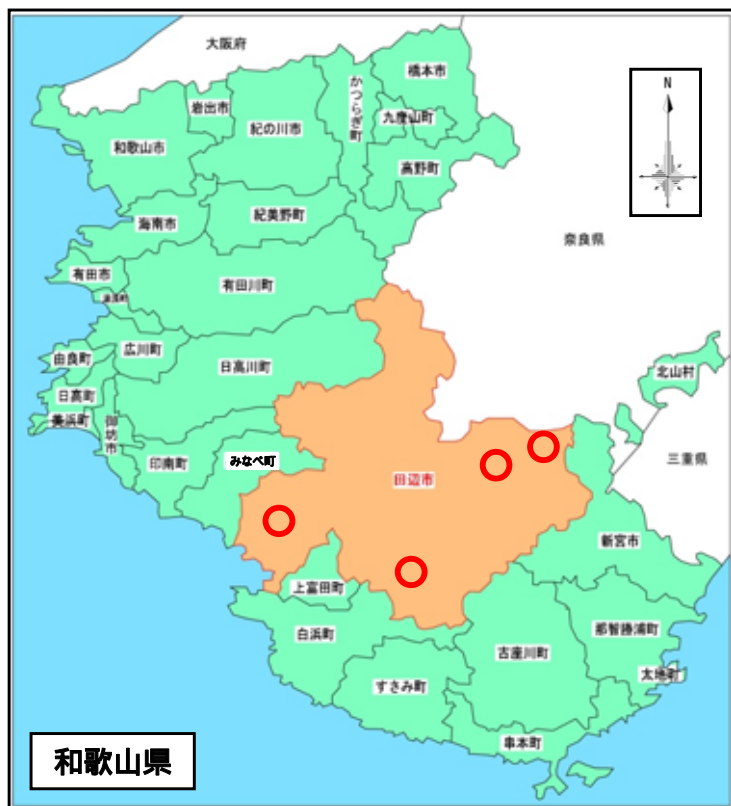 大阪府
橋本市
岩出市
かつらぎ町
九度山町
紀の川市
和歌山市
高野町
N
紀美野町
海南市
奈良県
有田市
有田川町
広川町
由良町
日高川町
北山村
日高町
美浜町
御坊市
印南町
みなべ町
三重県
田辺市
新宮市
上富田町
那智勝浦町
白浜町
古座川町
太地町
すさみ町
串本町
和歌山県